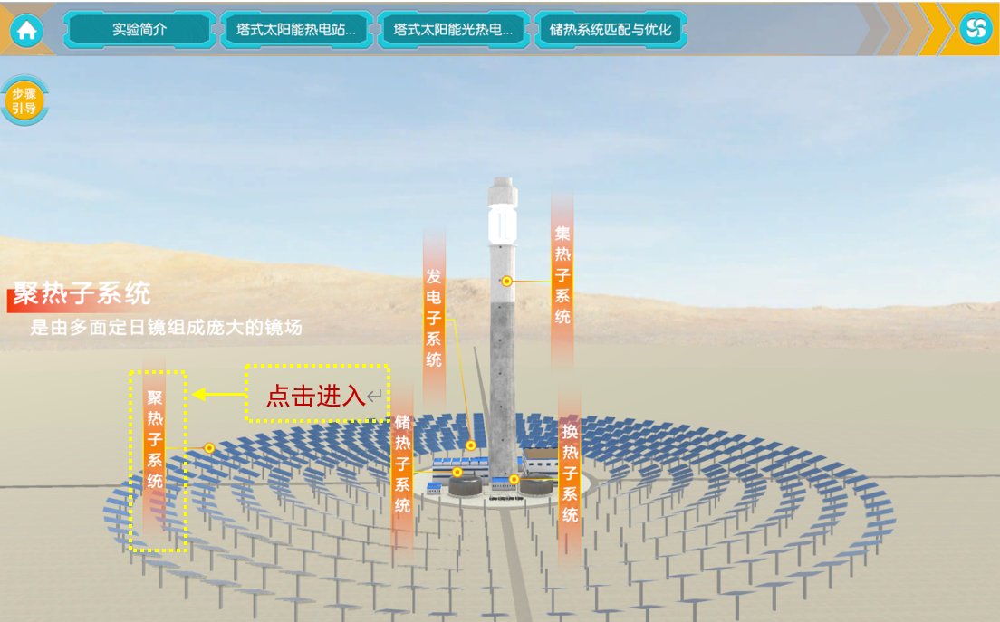 实验简介
塔式太阳能热电站...
塔式太阳能光热电...
储热系统匹配与优化
步骤
引导
集热子系统
发电子系统
聚热子系统
是由多面定日镜组成庞大的镜场
点击进入
聚热子系统
储热子系统
换热子系统